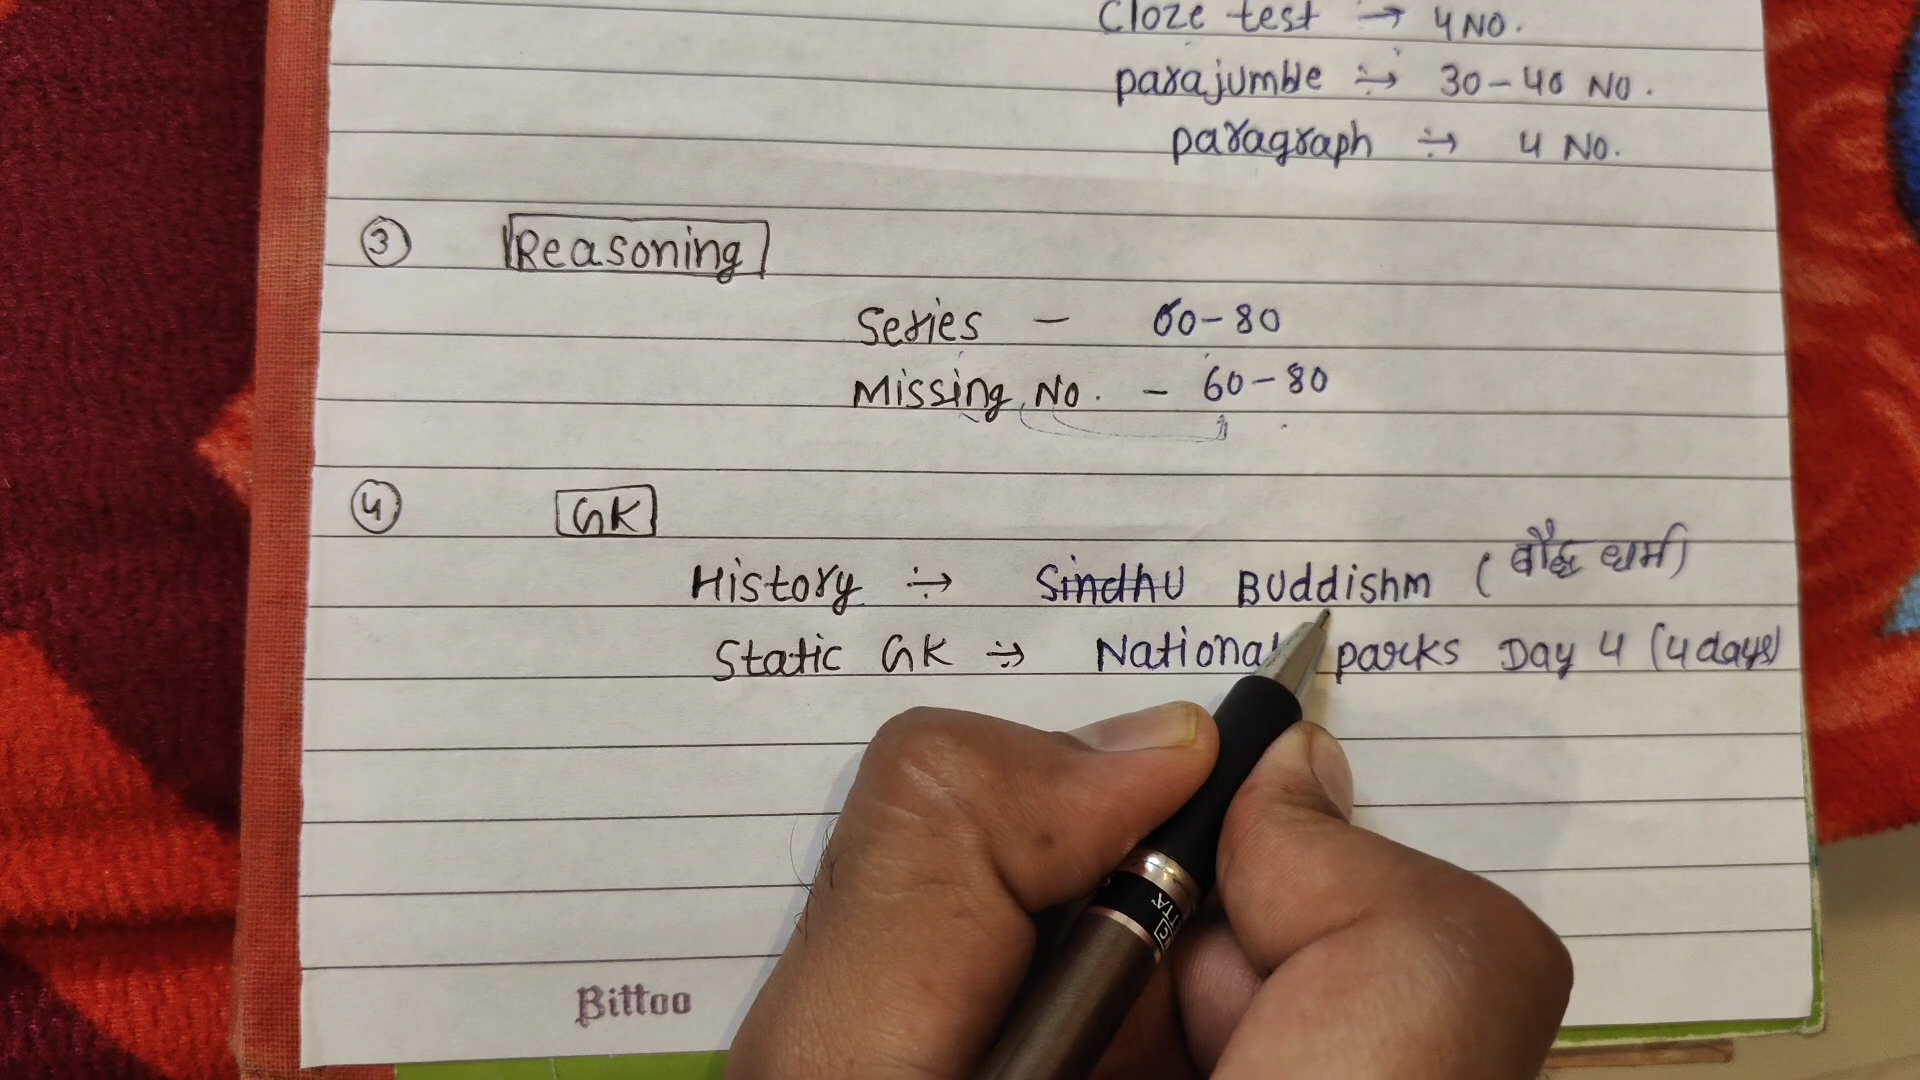 Cloze test → 4 NO.
parajumble → 30-40 NO.
paragraph → 4 NO.
3 Reasoning
Series - 60-80
Missing No. - 60-80
4 GK
History → Sindhu Buddishm (बौद्ध धर्म)
Static GK → National parks Day 4 (4 days)
Bittoo